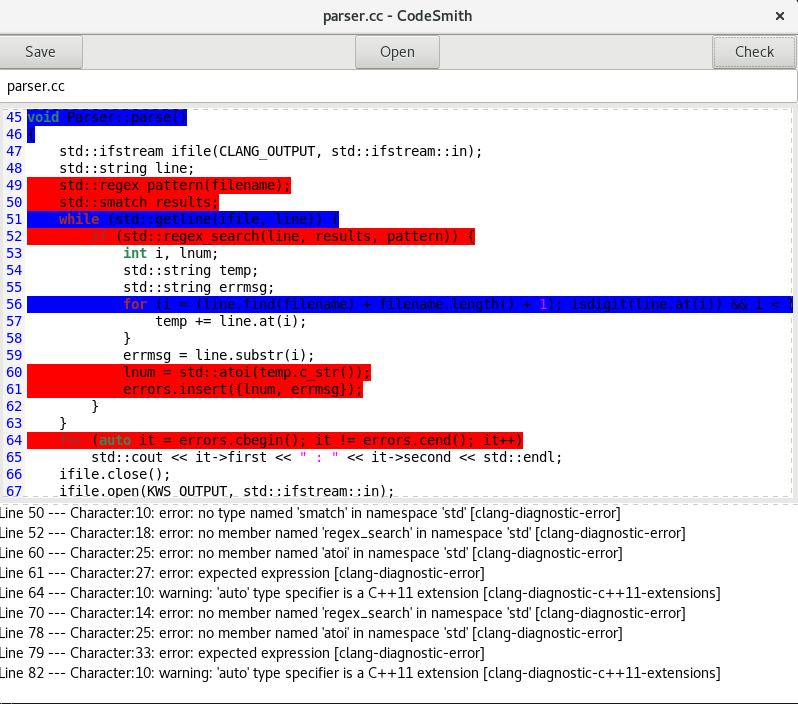 parser.cc - CodeSmith ×
Save Open Check
parser.cc
45 void Parser::parse()
46 {
47 std::ifstream ifile(CLANG_OUTPUT, std::ifstream::in);
48 std::string line;
49 std::regex pattern(filename);
50 std::smatch results;
51 while (std::getline(ifile, line)) {
52 if (std::regex_search(line, results, pattern)) {
53 int i, lnum;
54 std::string temp;
55 std::string errmsg;
56 for (i = (line.find(filename) + filename.length() + 1); isdigit(line.at(i)) && i < l
57 temp += line.at(i);
58 }
59 errmsg = line.substr(i);
60 lnum = std::atoi(temp.c_str());
61 errors.insert({lnum, errmsg});
62 }
63 }
64 for (auto it = errors.cbegin(); it != errors.cend(); it++)
65 std::cout << it->first << " : " << it->second << std::endl;
66 ifile.close();
67 ifile.open(KWS_OUTPUT, std::ifstream::in);
Line 50 --- Character:10: error: no type named 'smatch' in namespace 'std' [clang-diagnostic-error]
Line 52 --- Character:18: error: no member named 'regex_search' in namespace 'std' [clang-diagnostic-error]
Line 60 --- Character:25: error: no member named 'atoi' in namespace 'std' [clang-diagnostic-error]
Line 61 --- Character:27: error: expected expression [clang-diagnostic-error]
Line 64 --- Character:10: warning: 'auto' type specifier is a C++11 extension [clang-diagnostic-c++11-extensions]
Line 70 --- Character:14: error: no member named 'regex_search' in namespace 'std' [clang-diagnostic-error]
Line 78 --- Character:25: error: no member named 'atoi' in namespace 'std' [clang-diagnostic-error]
Line 79 --- Character:33: error: expected expression [clang-diagnostic-error]
Line 82 --- Character:10: warning: 'auto' type specifier is a C++11 extension [clang-diagnostic-c++11-extensions]